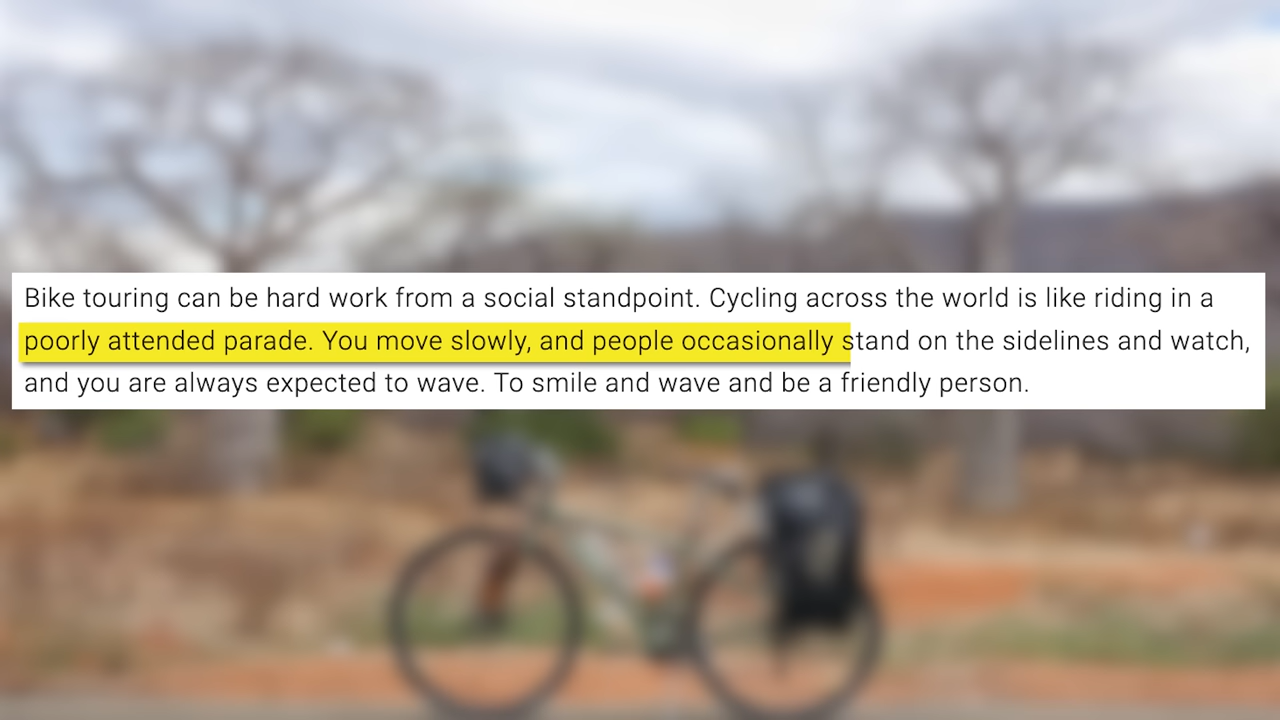 Bike touring can be hard work from a social standpoint. Cycling across the world is like riding in a
poorly attended parade. You move slowly, and people occasionally stand on the sidelines and watch,
and you are always expected to wave. To smile and wave and be a friendly person.